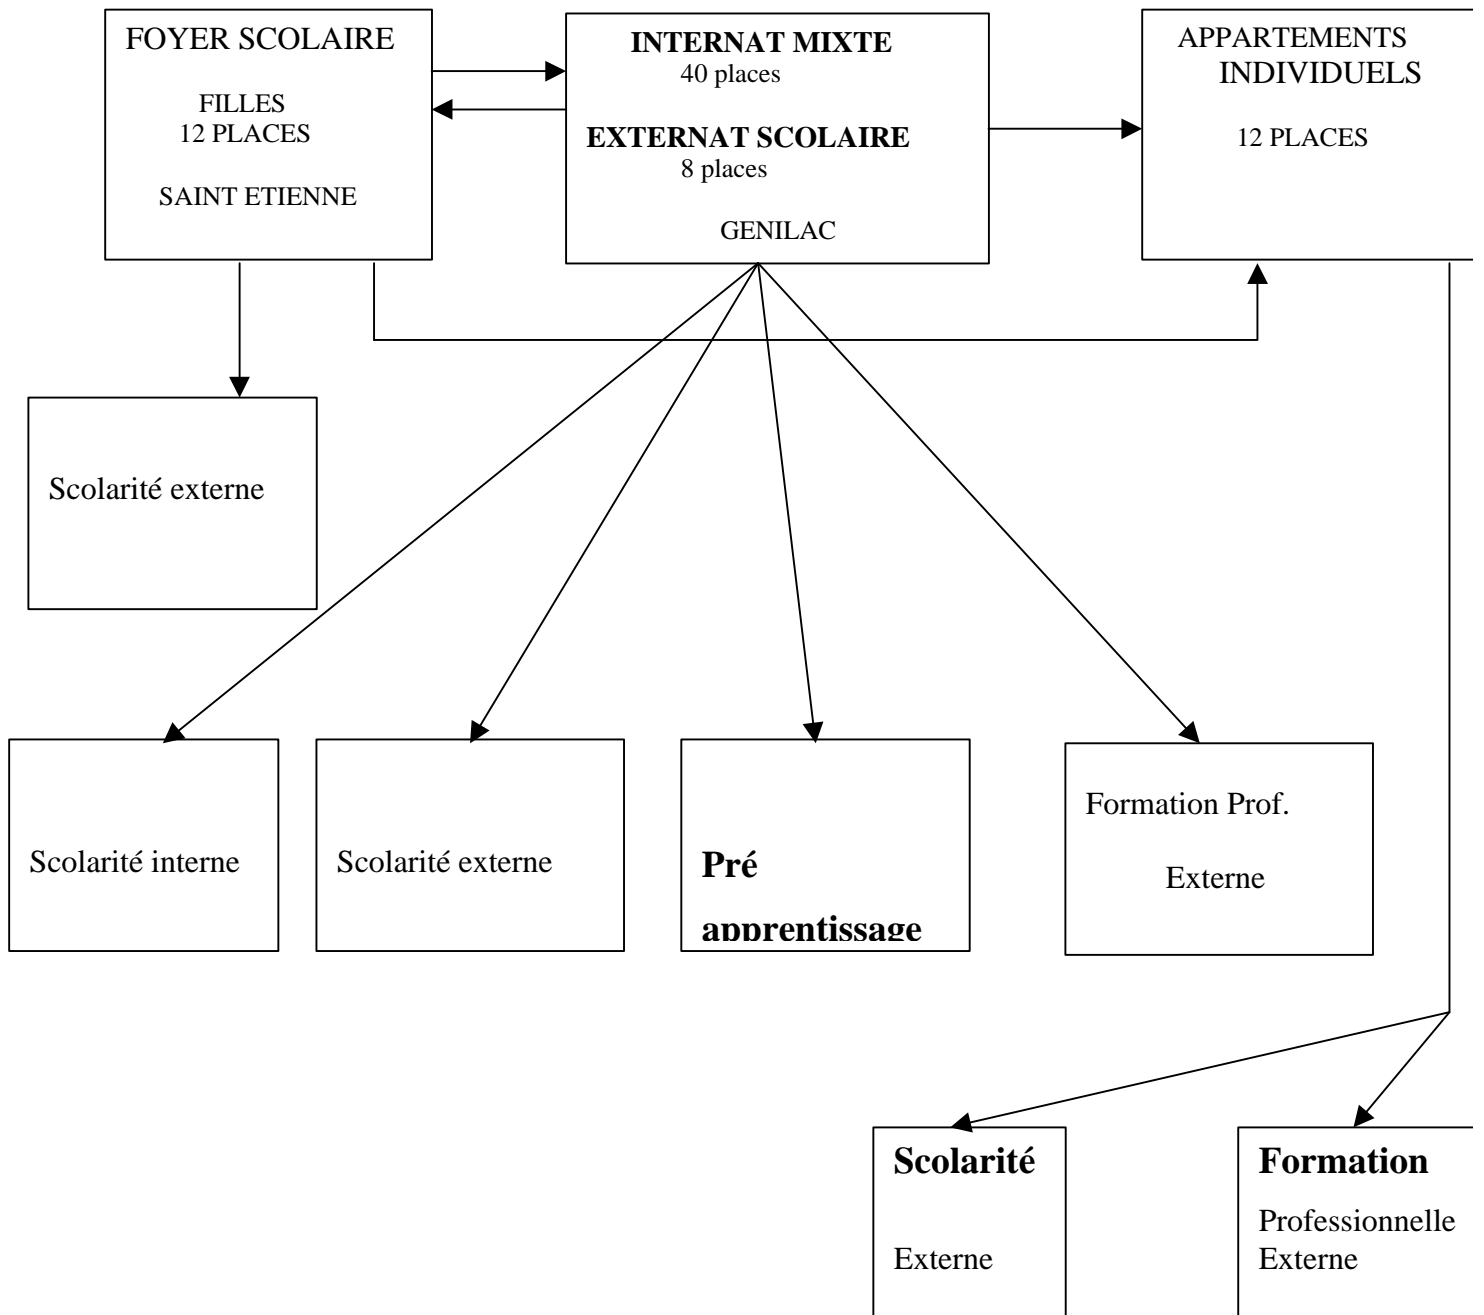 FOYER SCOLAIRE
FILLES
12 PLACES
SAINT ETIENNE
INTERNAT MIXTE
40 places
EXTERNAT SCOLAIRE
8 places
GENILAC
APPARTEMENTS
INDIVIDUELS
12 PLACES
Scolarité externe
Scolarité interne
Scolarité externe
Pré
apprentissage
Formation Prof.
Externe
Scolarité
Externe
Formation
Professionnelle
Externe